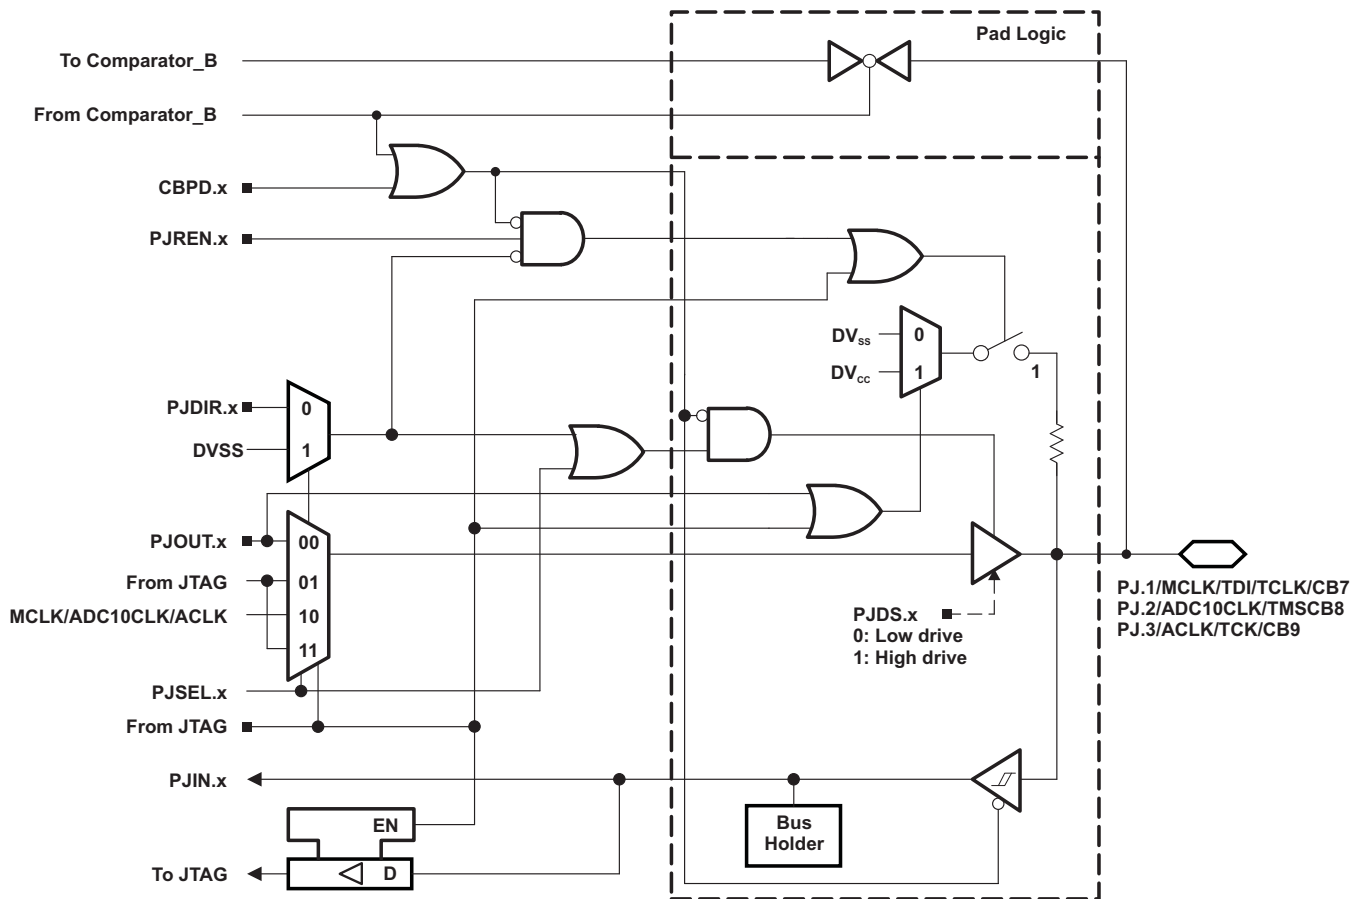 Pad Logic
To Comparator_B
From Comparator_B
CBPD.x
PJREN.x
DVSS
0
DVCC
1
1
PJDIR.x
0
DVSS
1
PJOUT.x
00
From JTAG
01
MCLK/ADC10CLK/ACLK
10
11
PJDS.x
0: Low drive
1: High drive
PJ.1/MCLK/TDI/TCLK/CB7
PJ.2/ADC10CLK/TMSCB8
PJ.3/ACLK/TCK/CB9
PJSEL.x
From JTAG
PJIN.x
Bus
Holder
EN
To JTAG
D